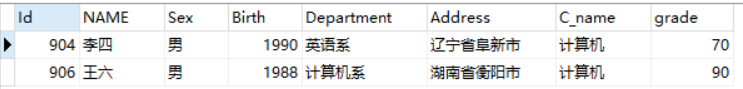 Id NAME Sex Birth Department Address C_name grade
904 李四 男 1990 英语系 辽宁省阜新市 计算机 70
906 王六 男 1988 计算机系 湖南省衡阳市 计算机 90